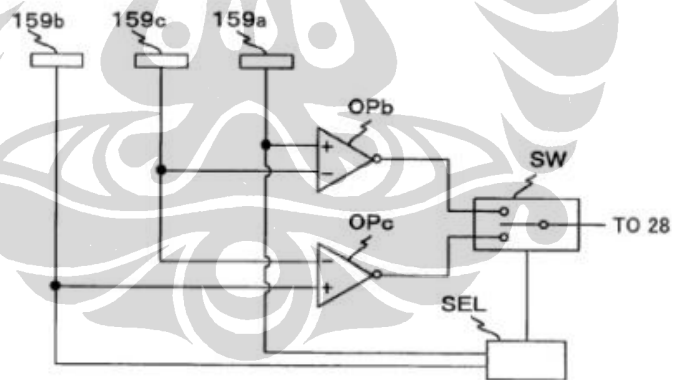 159b 159c 159a
OPb
+
-
SW
TO 28
OPc
-
+
SEL